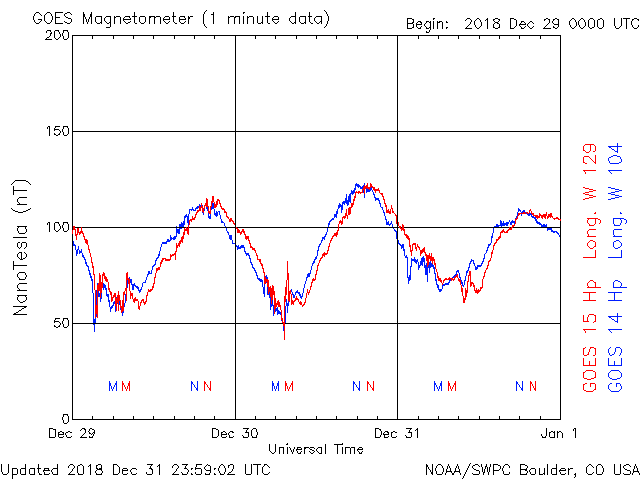 GOES Magnetometer (1 minute data)
Begin: 2018 Dec 29 0000 UTC
200
150
100
50
0
NanoTesla (nT)
M M N N M M N N M M N N
Dec 29 Dec 30 Dec 31 Jan 1
Universal Time
GOES 15 Hp Long. W 129
GOES 14 Hp Long. W 104
Updated 2018 Dec 31 23:59:02 UTC
NOAA/SWPC Boulder, CO USA